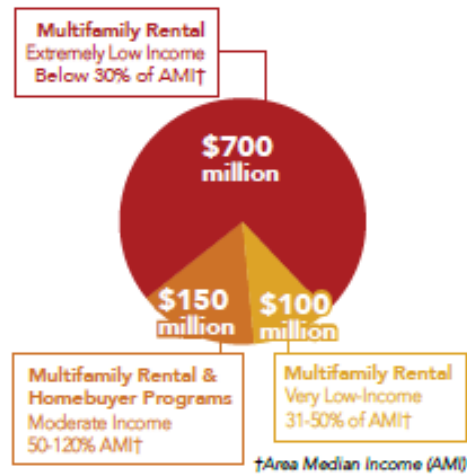 Multifamily Rental
Extremely Low Income
Below 30% of AMI†
$700
million
$150
million
$100
million
Multifamily Rental &
Homebuyer Programs
Moderate Income
50-120% AMI†
Multifamily Rental
Very Low-Income
31-50% of AMI†
†Area Median Income (AMI)